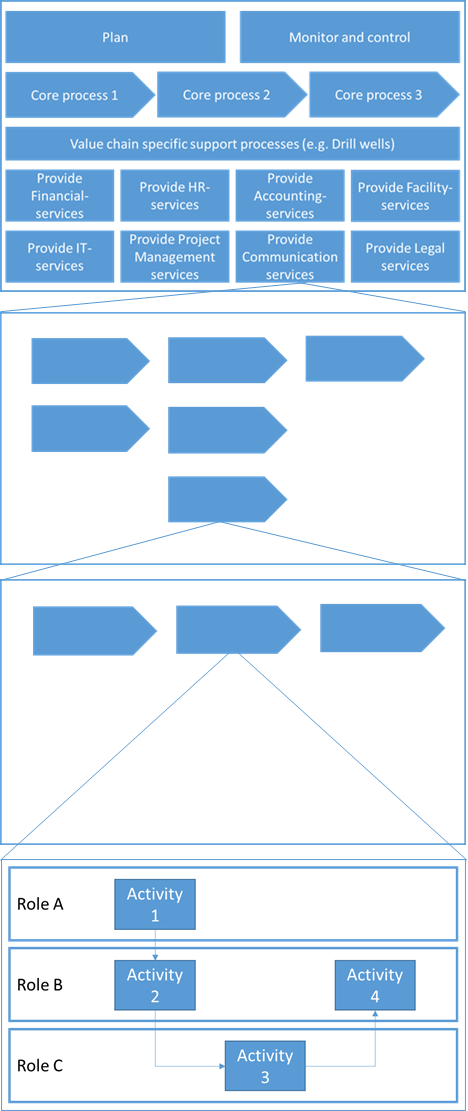 Plan
Monitor and control
Core process 1
Core process 2
Core process 3
Value chain specific support processes (e.g. Drill wells)
Provide
Financial-
services
Provide HR-
services
Provide
Accounting-
services
Provide Facility-
services
Provide IT-
services
Provide Project
Management
services
Provide
Communication
services
Provide Legal
services
Role A
Activity
1
Role B
Activity
2
Activity
4
Role C
Activity
3